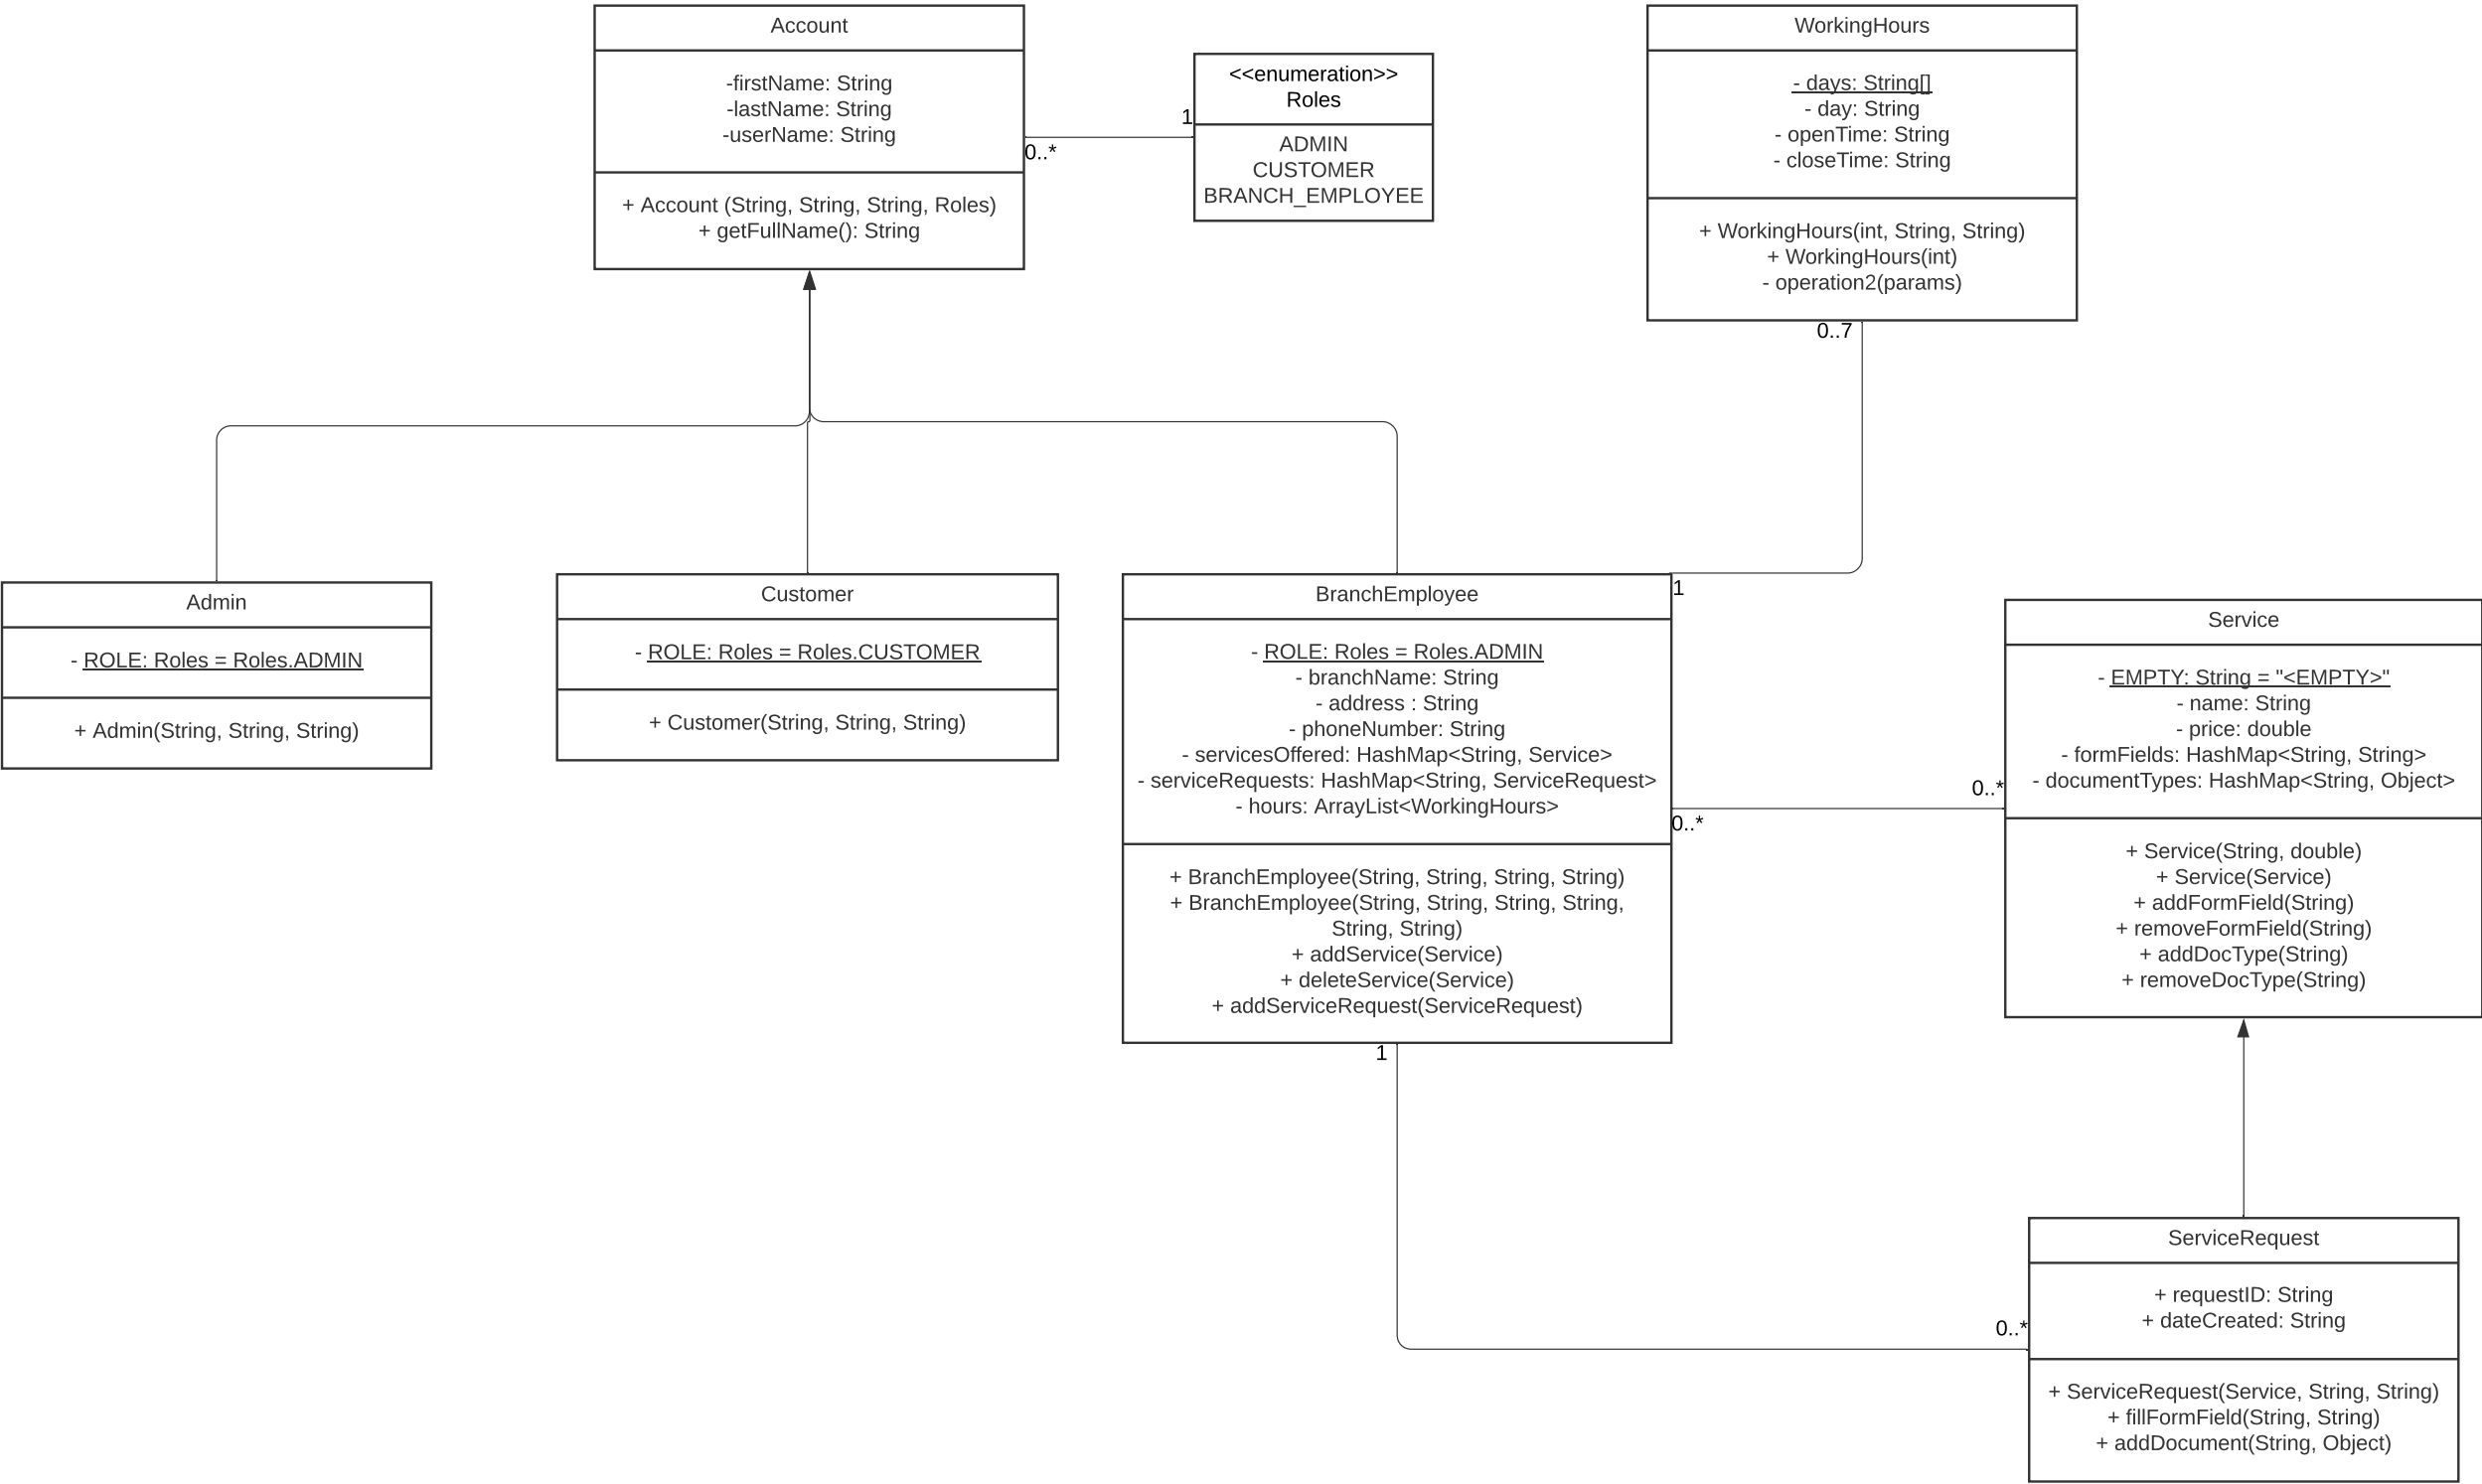 Account
-firstName: String
-lastName: String
-userName: String
+ Account (String, String, String, Roles)
+ getFullName(): String
1
0..*
<<enumeration>>
Roles
ADMIN
CUSTOMER
BRANCH_EMPLOYEE
WorkingHours
- days: String[]
- day: String
- openTime: String
- closeTime: String
+ WorkingHours(int, String, String)
+ WorkingHours(int)
- operation2(params)
0..7
1
Admin
- ROLE: Roles = Roles.ADMIN
+ Admin(String, String, String)
Customer
- ROLE: Roles = Roles.CUSTOMER
+ Customer(String, String, String)
BranchEmployee
- ROLE: Roles = Roles.ADMIN
- branchName: String
- address : String
- phoneNumber: String
- servicesOffered: HashMap<String, Service>
- serviceRequests: HashMap<String, ServiceRequest>
- hours: ArrayList<WorkingHours>
+ BranchEmployee(String, String, String, String)
+ BranchEmployee(String, String, String, String,
String, String)
+ addService(Service)
+ deleteService(Service)
+ addServiceRequest(ServiceRequest)
0..*
0..*
Service
- EMPTY: String = "<EMPTY>"
- name: String
- price: double
- formFields: HashMap<String, String>
- documentTypes: HashMap<String, Object>
+ Service(String, double)
+ Service(Service)
+ addFormField(String)
+ removeFormField(String)
+ addDocType(String)
+ removeDocType(String)
1
0..*
ServiceRequest
+ requestID: String
+ dateCreated: String
+ ServiceRequest(Service, String, String)
+ fillFormField(String, String)
+ addDocument(String, Object)